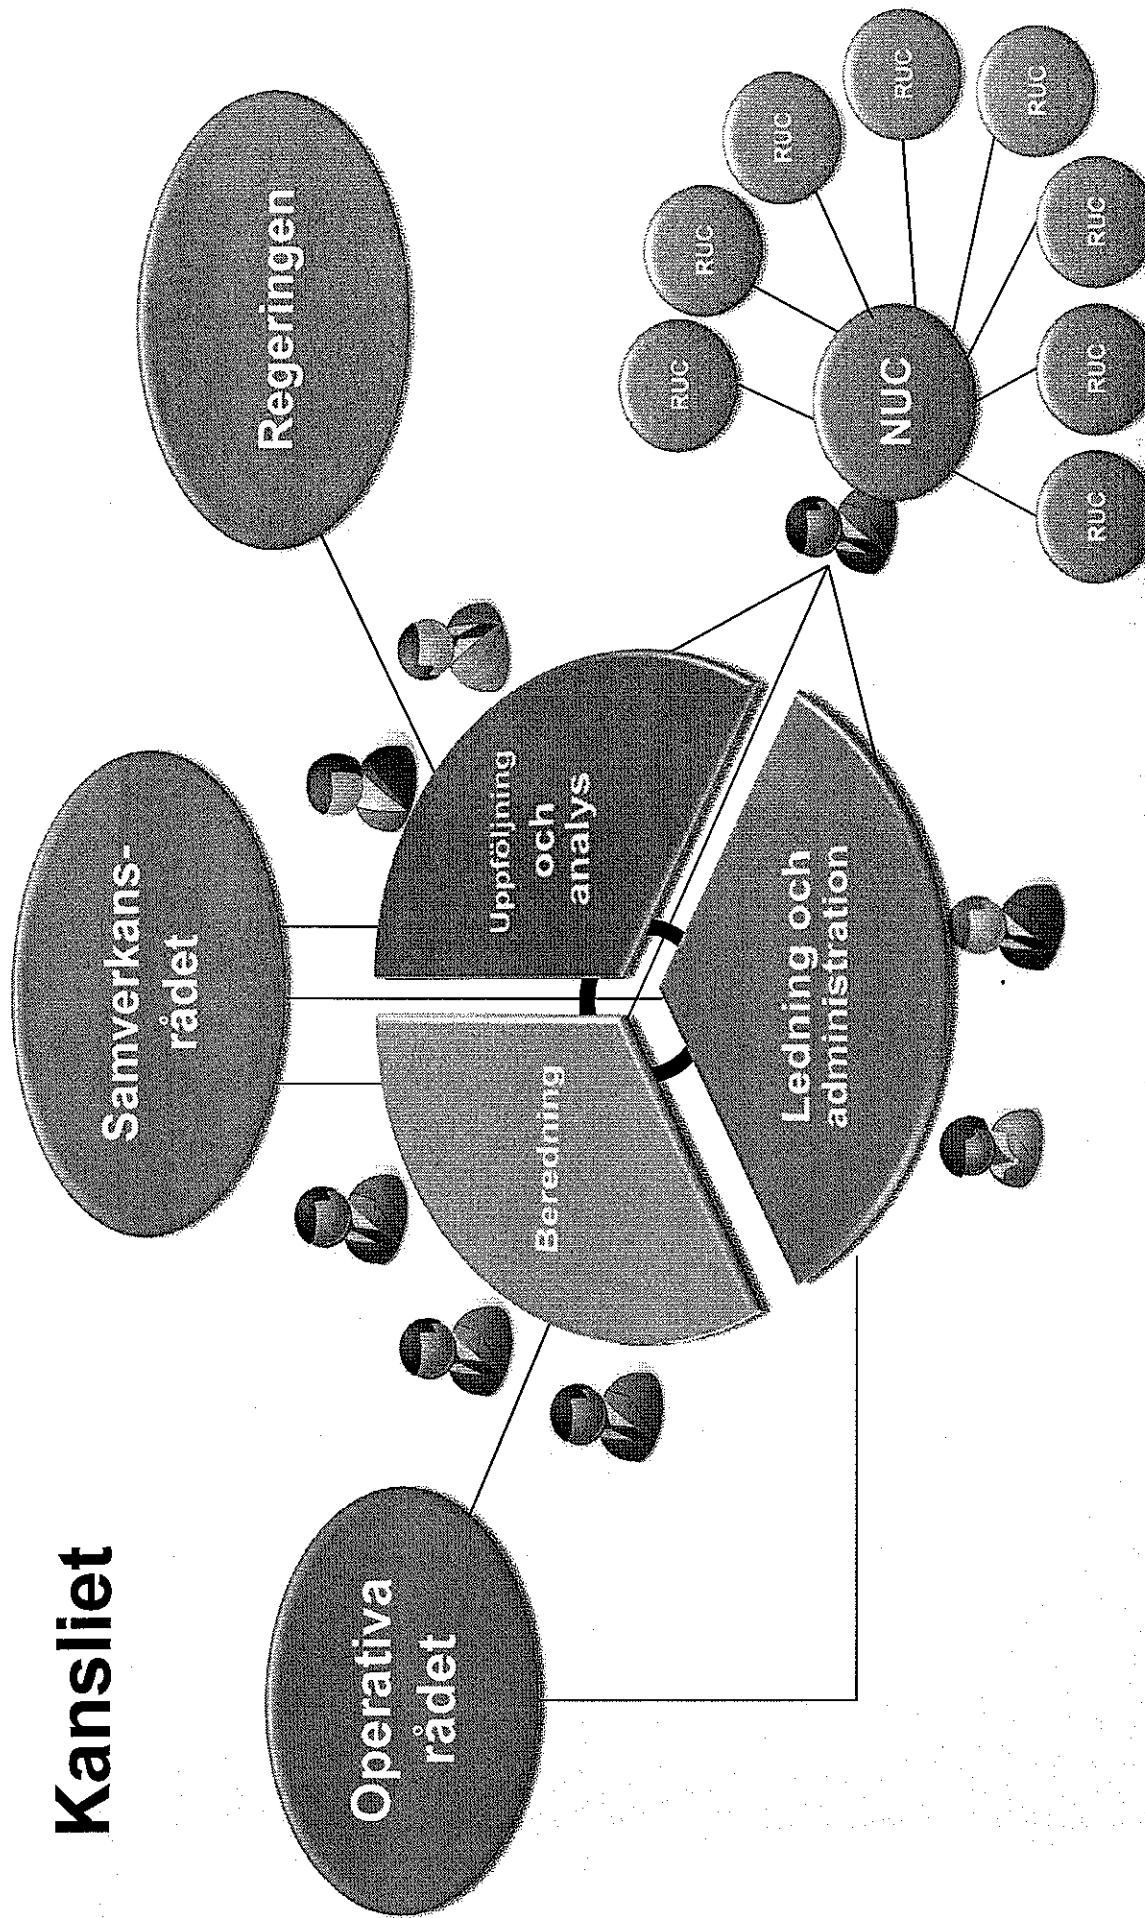 Kansliet
Samverkans-
rådet
Operativa
rådet
Regeringen
Beredning
Uppföljning
och
analys
Ledning och
administration
NUC
RUC
RUC
RUC
RUC
RUC
RUC
RUC
RUC